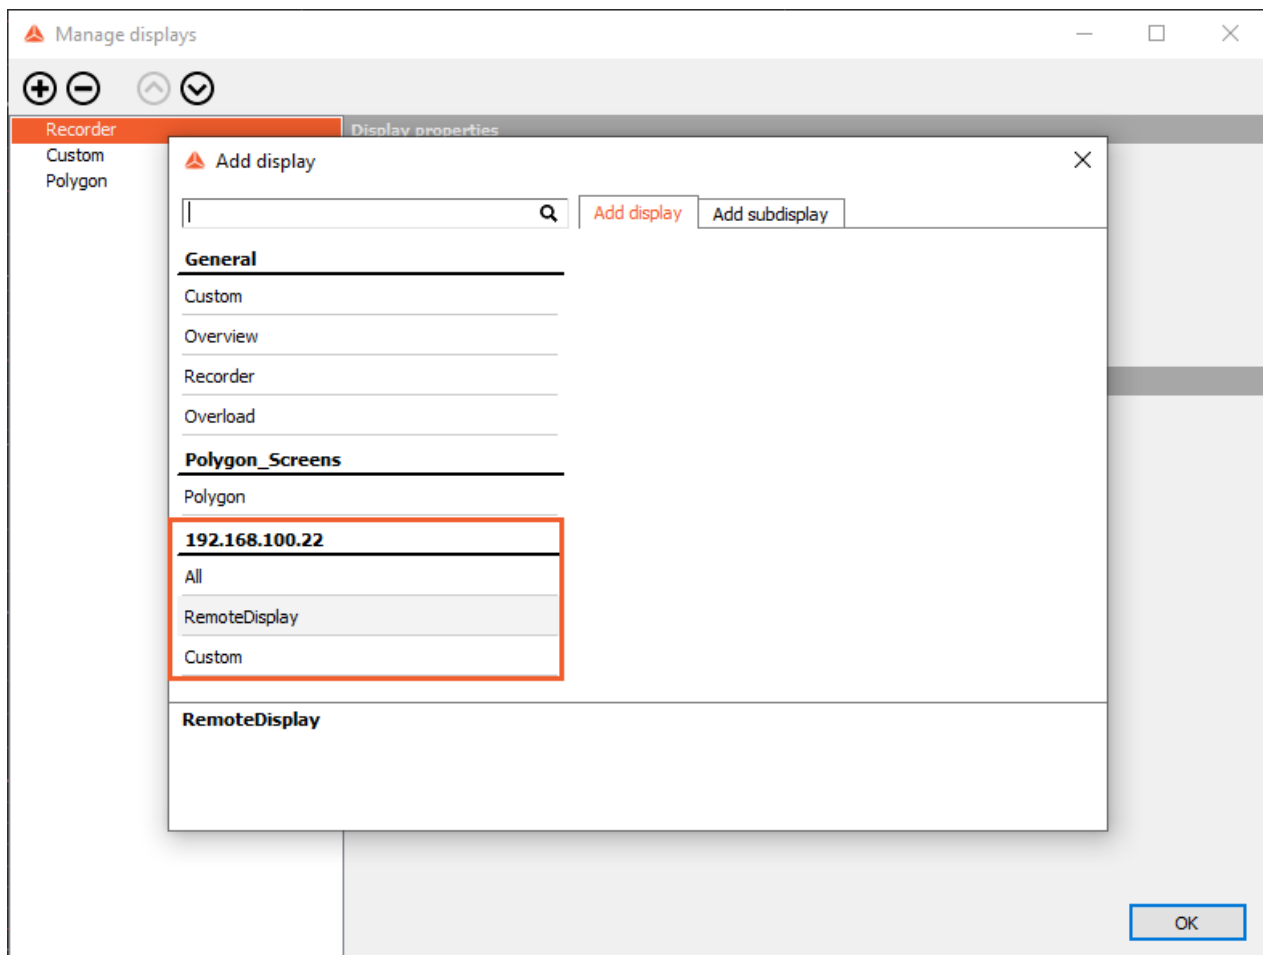 Manage displays
Recorder
Display properties
Custom
Polygon
Add display
Add display
Add subdisplay
General
Custom
Overview
Recorder
Overload
Polygon_Screens
Polygon
192.168.100.22
All
RemoteDisplay
Custom
RemoteDisplay
OK